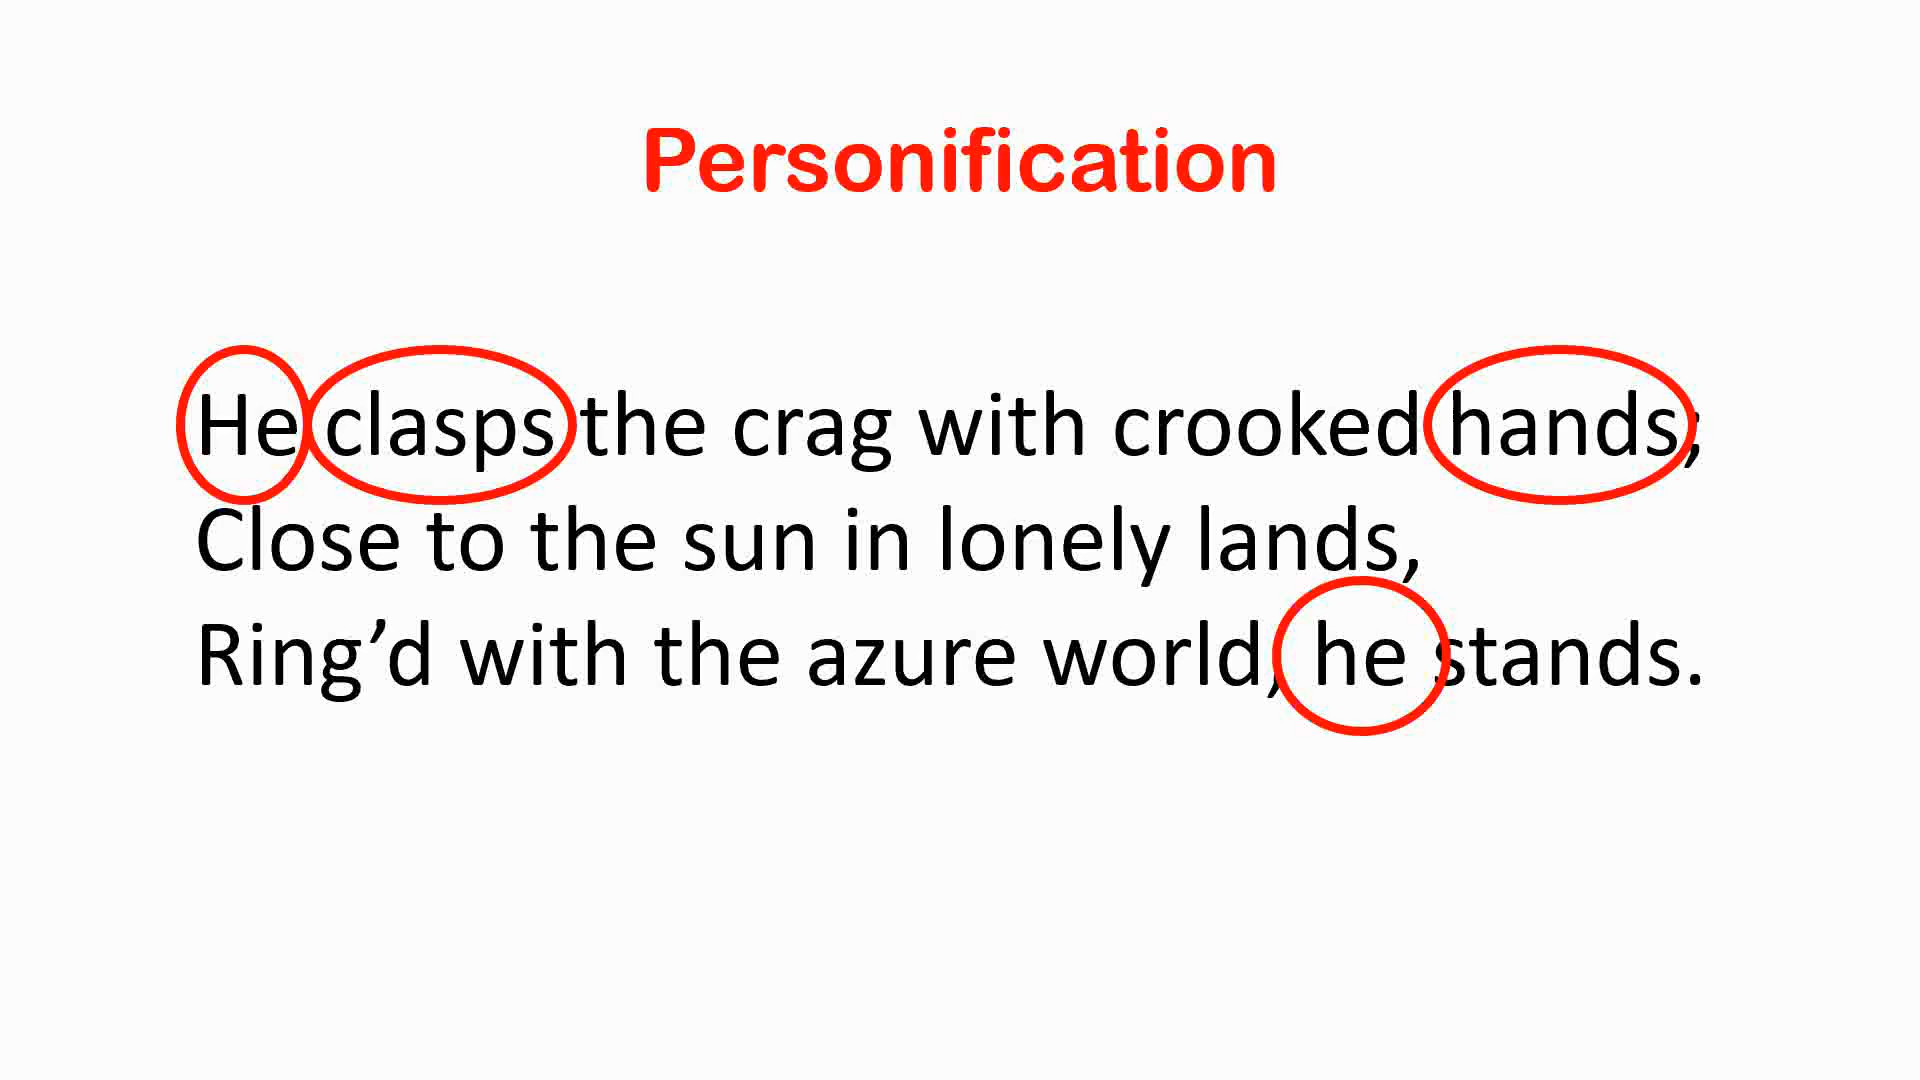 Personification
He clasps the crag with crooked hands;
Close to the sun in lonely lands,
Ring’d with the azure world, he stands.